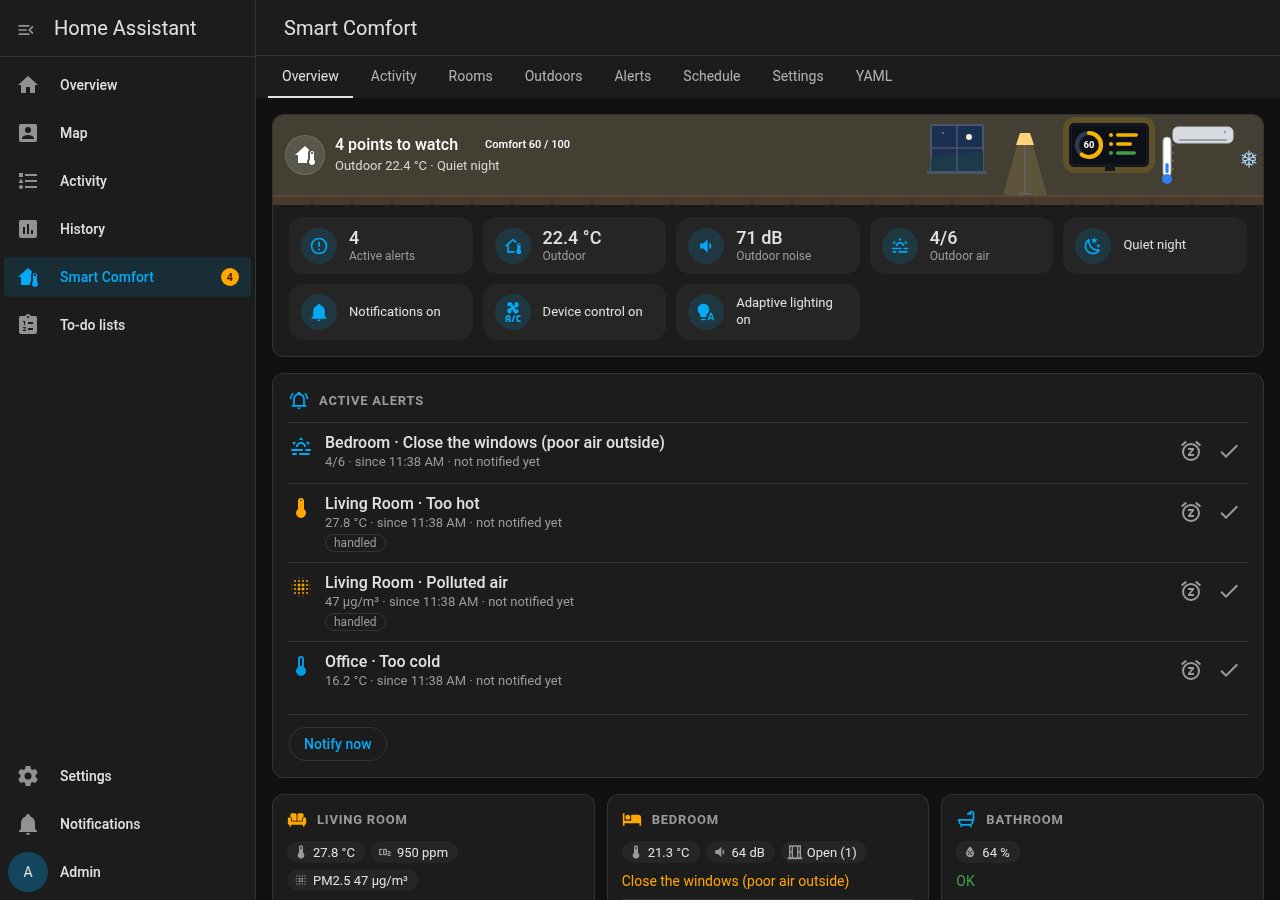 Home Assistant
Smart Comfort
Overview
Map
Activity
History
Smart Comfort
4
To-do lists
Settings
Notifications
A
Admin
Overview
Activity
Rooms
Outdoors
Alerts
Schedule
Settings
YAML
4 points to watch
Comfort 60 / 100
Outdoor 22.4 °C · Quiet night
60
4
Active alerts
22.4 °C
Outdoor
71 dB
Outdoor noise
4/6
Outdoor air
Quiet night
Notifications on
A/C
Device control on
A
Adaptive lighting
on
ACTIVE ALERTS
Bedroom · Close the windows (poor air outside)
4/6 · since 11:38 AM · not notified yet
Living Room · Too hot
27.8 °C · since 11:38 AM · not notified yet
handled
Living Room · Polluted air
47 µg/m³ · since 11:38 AM · not notified yet
handled
Office · Too cold
16.2 °C · since 11:38 AM · not notified yet
Notify now
LIVING ROOM
27.8 °C
CO₂
950 ppm
PM2.5 47 µg/m³
BEDROOM
21.3 °C
64 dB
Open (1)
Close the windows (poor air outside)
BATHROOM
64 %
OK